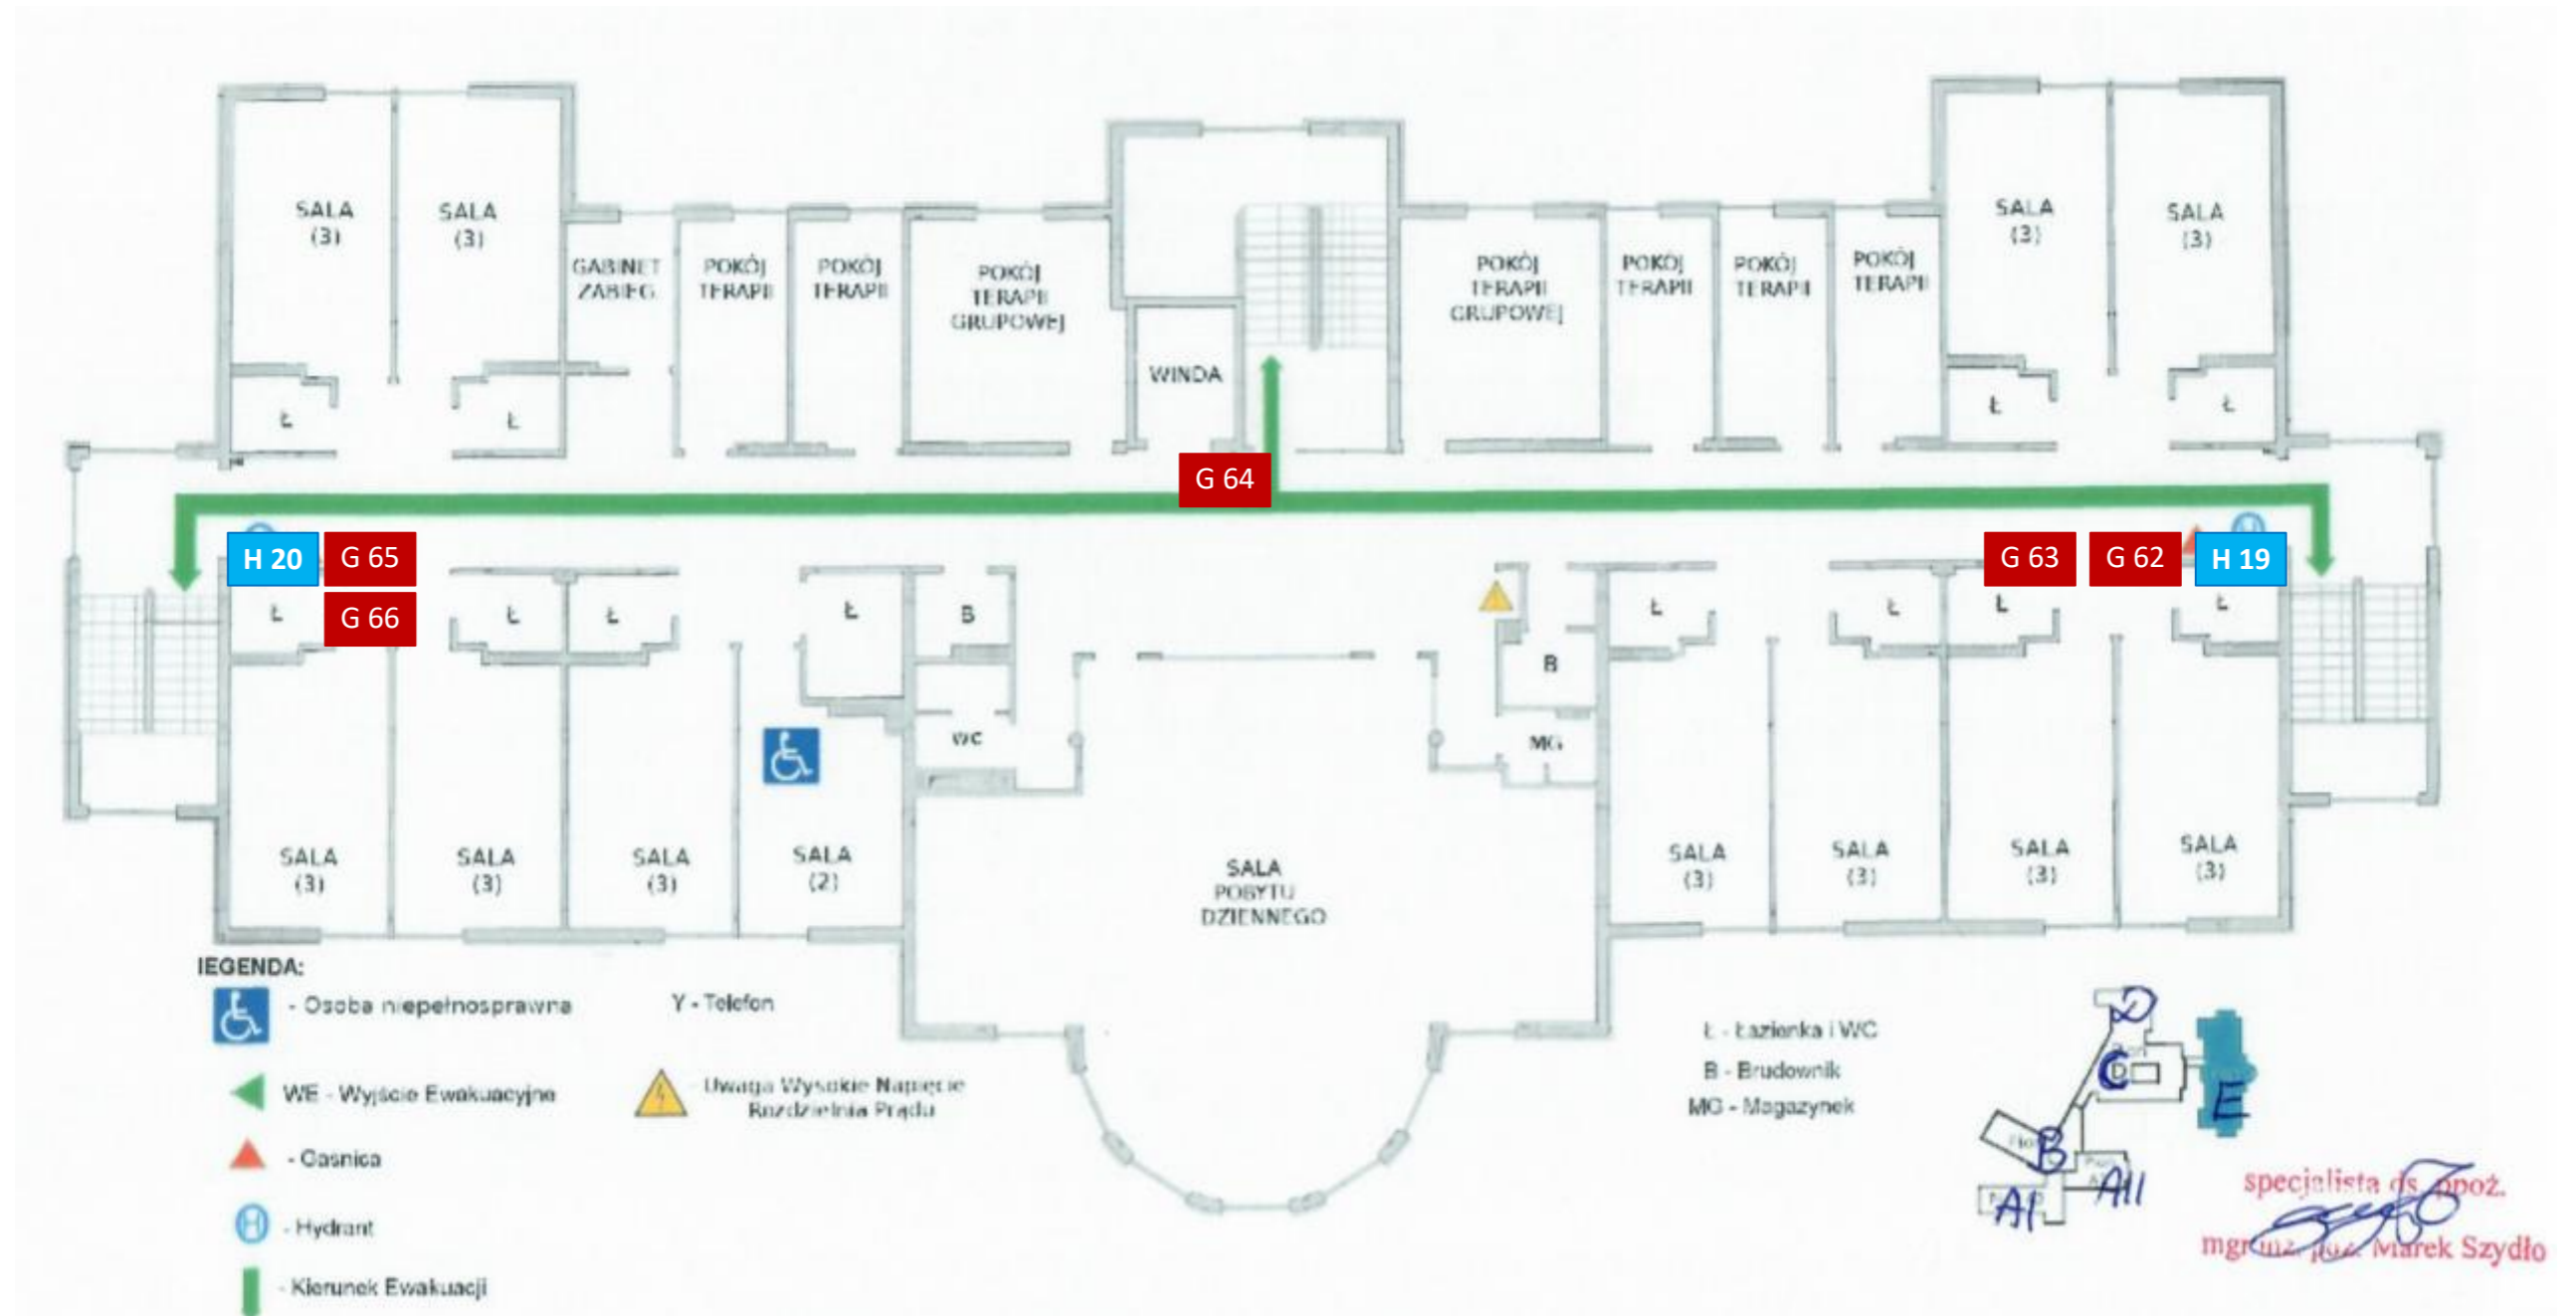 SALA
(3)
SALA
(3)
GABINET
ZABIEG.
POKÓJ
TERAPII
POKÓJ
TERAPII
POKÓJ
TERAPII
GRUPOWEJ
WINDA
POKÓJ
TERAPII
GRUPOWEJ
POKÓJ
TERAPII
POKÓJ
TERAPII
POKÓJ
TERAPII
SALA
(3)
SALA
(3)
Ł
Ł
Ł
Ł
G 64
H 20
G 65
G 66
G 63
G 62
H 19
Ł
Ł
Ł
Ł
B
WC
B
MG
Ł
Ł
Ł
Ł
SALA
(3)
SALA
(3)
SALA
(3)
SALA
(2)
SALA
POBYTU
DZIENNEGO
SALA
(3)
SALA
(3)
SALA
(3)
SALA
(3)
lEGENDA:
- Osoba niepełnosprawna
Y - Telefon
WE - Wyjście Ewakuacyjne
- Uwaga Wysokie Napięcie
Rozdzielnia Prądu
- Gasnica
H - Hydrant
- Kierunek Ewakuacji
Ł - Łazienka i WC
B - Brudownik
MG - Magazynek
D
C
D
E
B
AI
AII
specjalista ds. ppoż.
mgr inż. poż. Marek Szydło